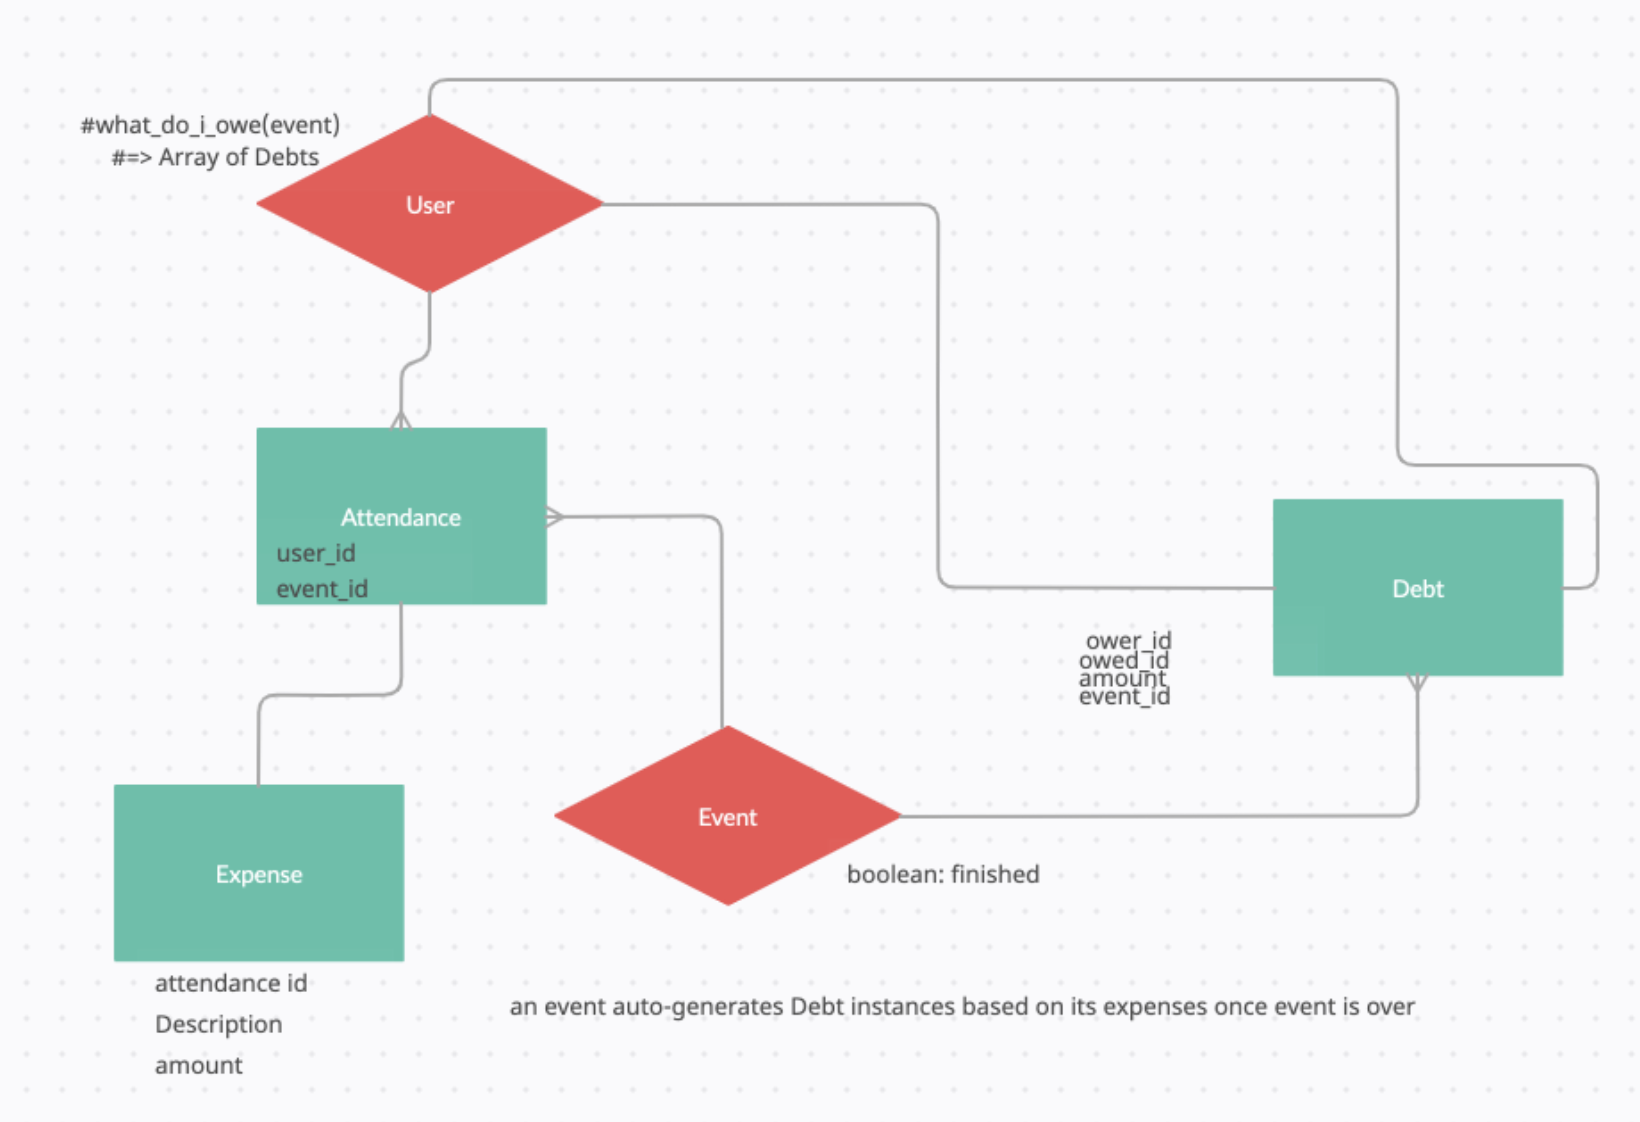 #what_do_i_owe(event)
#=> Array of Debts
User
Attendance
user_id
event_id
Debt
ower_id
owed_id
amount
event_id
Event
boolean: finished
Expense
attendance id
Description
amount
an event auto-generates Debt instances based on its expenses once event is over